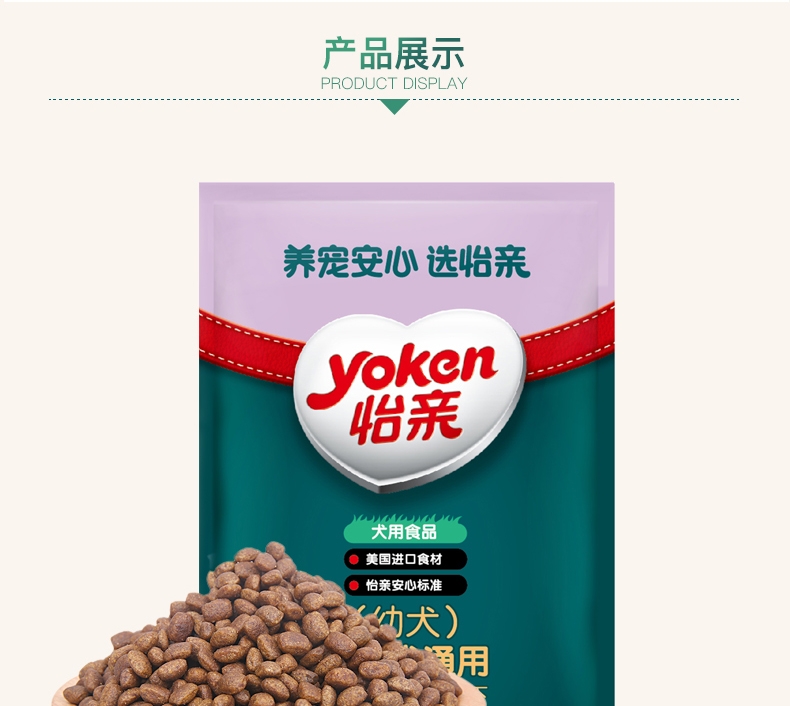 产品展示
PRODUCT DISPLAY
养宠安心 选怡亲
yoken
怡亲
犬用食品
美国进口食材
怡亲安心标准
（幼犬）
通用